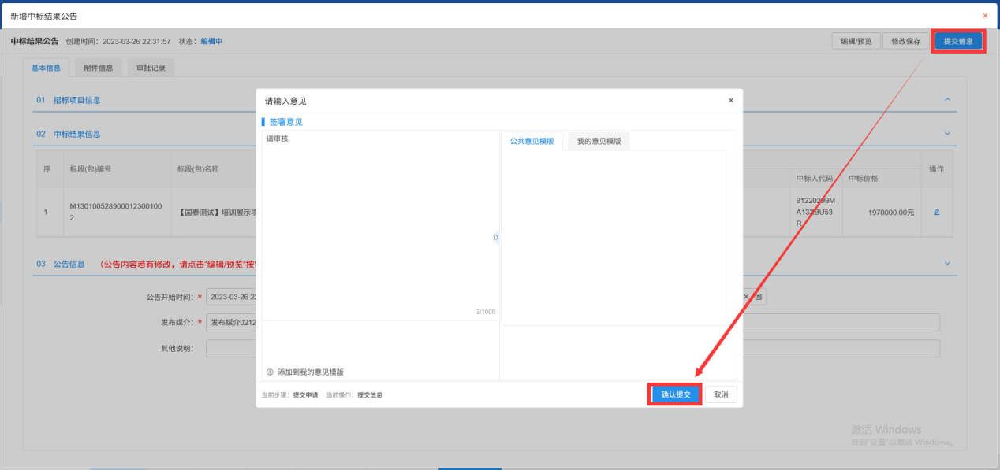 新增中标结果公告
×
中标结果公告 创建时间：2023-03-26 22:31:57 状态：编辑中
编辑/预览 修改保存 提交信息
基本信息 附件信息 审批记录
01 招标项目信息
02 中标结果信息
序 标段(包)编号 标段(包)名称 中标人代码 中标价格 操作
1 M130100528900012300100
2
【国泰测试】培训展示项
91220299M
A13XBU53
R
1970000.00元
03 公告信息 （公告内容若有修改，请点击"编辑/预览"按
公告开始时间：* 2023-03-26 22
发布媒介：* 发布媒介0212
其他说明：
请输入意见 ×
签署意见
请审核
公共意见模版 我的意见模版
3/1000
添加到我的意见模版
当前步骤：提交申请 当前操作：提交信息
确认提交 取消
激活 Windows
转到"设置"以激活 Windows。